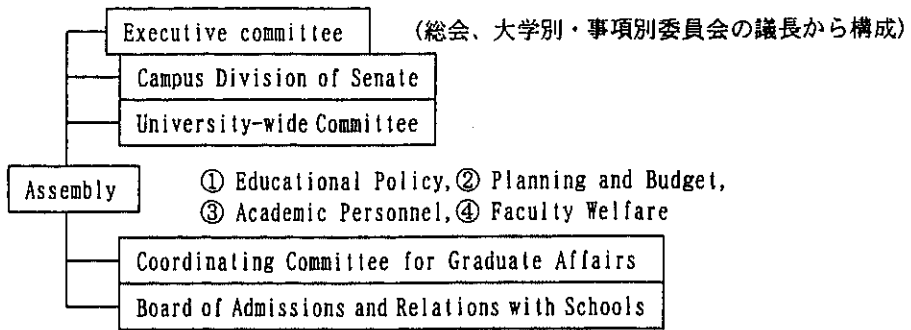 Executive committee (総会、大学別・事項別委員会の議長から構成)
Campus Division of Senate
University-wide Committee
Assembly
① Educational Policy, ② Planning and Budget,
③ Academic Personnel, ④ Faculty Welfare
Coordinating Committee for Graduate Affairs
Board of Admissions and Relations with Schools